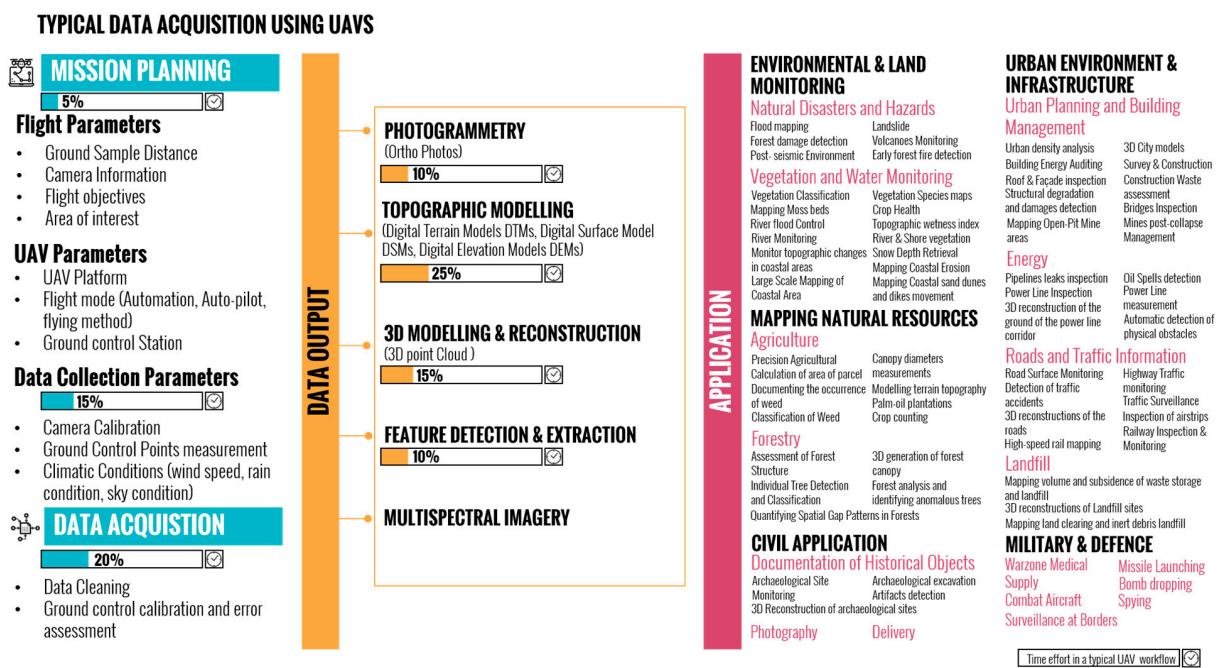 TYPICAL DATA ACQUISITION USING UAVS
MISSION PLANNING
5%
Flight Parameters
• Ground Sample Distance
• Camera Information
• Flight objectives
• Area of interest
UAV Parameters
• UAV Platform
• Flight mode (Automation, Auto-pilot,
flying method)
• Ground control Station
Data Collection Parameters
15%
• Camera Calibration
• Ground Control Points measurement
• Climatic Conditions (wind speed, rain
condition, sky condition)
DATA ACQUISTION
20%
• Data Cleaning
• Ground control calibration and error
assessment
DATA OUTPUT
PHOTOGRAMMETRY
(Ortho Photos)
10%
TOPOGRAPHIC MODELLING
(Digital Terrain Models DTMs, Digital Surface Model
DSMs, Digital Elevation Models DEMs)
25%
3D MODELLING & RECONSTRUCTION
(3D point Cloud )
15%
FEATURE DETECTION & EXTRACTION
10%
MULTISPECTRAL IMAGERY
APPLICATION
ENVIRONMENTAL & LAND
MONITORING
Natural Disasters and Hazards
Flood mapping
Forest damage detection
Post- seismic Environment
Landslide
Volcanoes Monitoring
Early forest fire detection
Vegetation and Water Monitoring
Vegetation Classification
Mapping Moss beds
River flood Control
River Monitoring
Monitor topographic changes
in coastal areas
Large Scale Mapping of
Coastal Area
Vegetation Species maps
Crop Health
Topographic wetness index
River & Shore vegetation
Snow Depth Retrieval
Mapping Coastal Erosion
Mapping Coastal sand dunes
and dikes movement
MAPPING NATURAL RESOURCES
Agriculture
Precision Agricultural
Calculation of area of parcel
Documenting the occurrence
of weed
Classification of Weed
Canopy diameters
measurements
Modelling terrain topography
Palm-oil plantations
Crop counting
Forestry
Assessment of Forest
Structure
Individual Tree Detection
and Classification
Quantifying Spatial Gap Patterns in Forests
3D generation of forest
canopy
Forest analysis and
identifying anomalous trees
CIVIL APPLICATION
Documentation of Historical Objects
Archaeological Site
Monitoring
3D Reconstruction of archaeological sites
Archaeological excavation
Artifacts detection
Photography
Delivery
URBAN ENVIRONMENT &
INFRASTRUCTURE
Urban Planning and Building
Management
Urban density analysis
Building Energy Auditing
Roof & Façade inspection
Structural degradation
and damages detection
Mapping Open-Pit Mine
areas
3D City models
Survey & Construction
Construction Waste
assessment
Bridges Inspection
Mines post-collapse
Management
Energy
Pipelines leaks inspection
Power Line Inspection
3D reconstruction of the
ground of the power line
corridor
Oil Spells detection
Power Line
measurement
Automatic detection of
physical obstacles
Roads and Traffic Information
Road Surface Monitoring
Detection of traffic
accidents
3D reconstructions of the
roads
High-speed rail mapping
Highway Traffic
monitoring
Traffic Surveillance
Inspection of airstrips
Railway Inspection &
Monitoring
Landfill
Mapping volume and subsidence of waste storage
and landfill
3D reconstructions of Landfill sites
Mapping land clearing and inert debris landfill
MILITARY & DEFENCE
Warzone Medical
Supply
Combat Aircraft
Surveillance at Borders
Missile Launching
Bomb dropping
Spying
Time effort in a typical UAV workflow